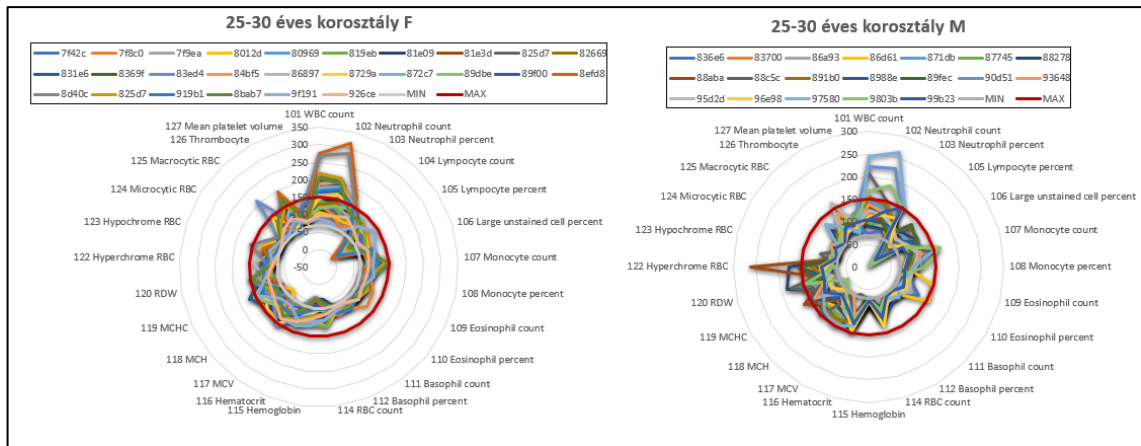 25-30 éves korosztály F
7f42c 7f8c0 7f9ea 8012d 80969 819eb 81e09 81e3d 825d7 82669
831e6 8369f 83ed4 84bf5 86897 8729a 872c7 89dbe 89f00 8efd8
8d40c 825d7 919b1 8bab7 9f191 926ce MIN MAX
101 WBC count
127 Mean platelet volume
350
102 Neutrophil count
126 Thrombocyte
300
103 Neutrophil percent
125 Macrocytic RBC
250
104 Lympocyte count
200
124 Microcytic RBC
150
105 Lympocyte percent
100
123 Hypochrome RBC
50
106 Large unstained cell percent
0
122 Hyperchrome RBC
-50
107 Monocyte count
120 RDW
108 Monocyte percent
119 MCHC
109 Eosinophil count
118 MCH
110 Eosinophil percent
117 MCV
111 Basophil count
116 Hematocrit
112 Basophil percent
115 Hemoglobin
114 RBC count
25-30 éves korosztály M
836e6 83700 86a93 86d61 871db 87745 88278
88aba 88c5c 891b0 8988e 89fec 90d51 93648
95d2d 96e98 97580 9803b 99b23 MIN MAX
101 WBC count
127 Mean platelet volume
300
102 Neutrophil count
126 Thrombocyte
103 Neutrophil percent
125 Macrocytic RBC
250
105 Lympocyte percent
200
124 Microcytic RBC
150
106 Large unstained cell percent
123 Hypochrome RBC
100
107 Monocyte count
50
122 Hyperchrome RBC
0
108 Monocyte percent
120 RDW
109 Eosinophil count
119 MCHC
110 Eosinophil percent
118 MCH
111 Basophil count
117 MCV
112 Basophil percent
116 Hematocrit
114 RBC count
115 Hemoglobin